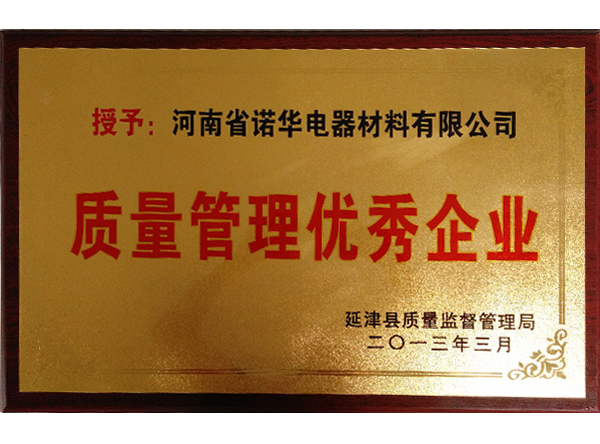 授予：河南省诺华电器材料有限公司
质量管理优秀企业
延津县质量监督管理局
二〇一三年三月